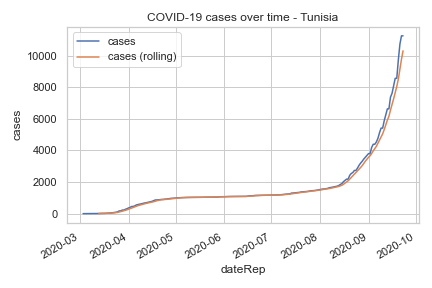 COVID-19 cases over time - Tunisia
cases
cases (rolling)
cases
10000
8000
6000
4000
2000
0
2020-03
2020-04
2020-05
2020-06
2020-07
2020-08
2020-09
2020-10
dateRep